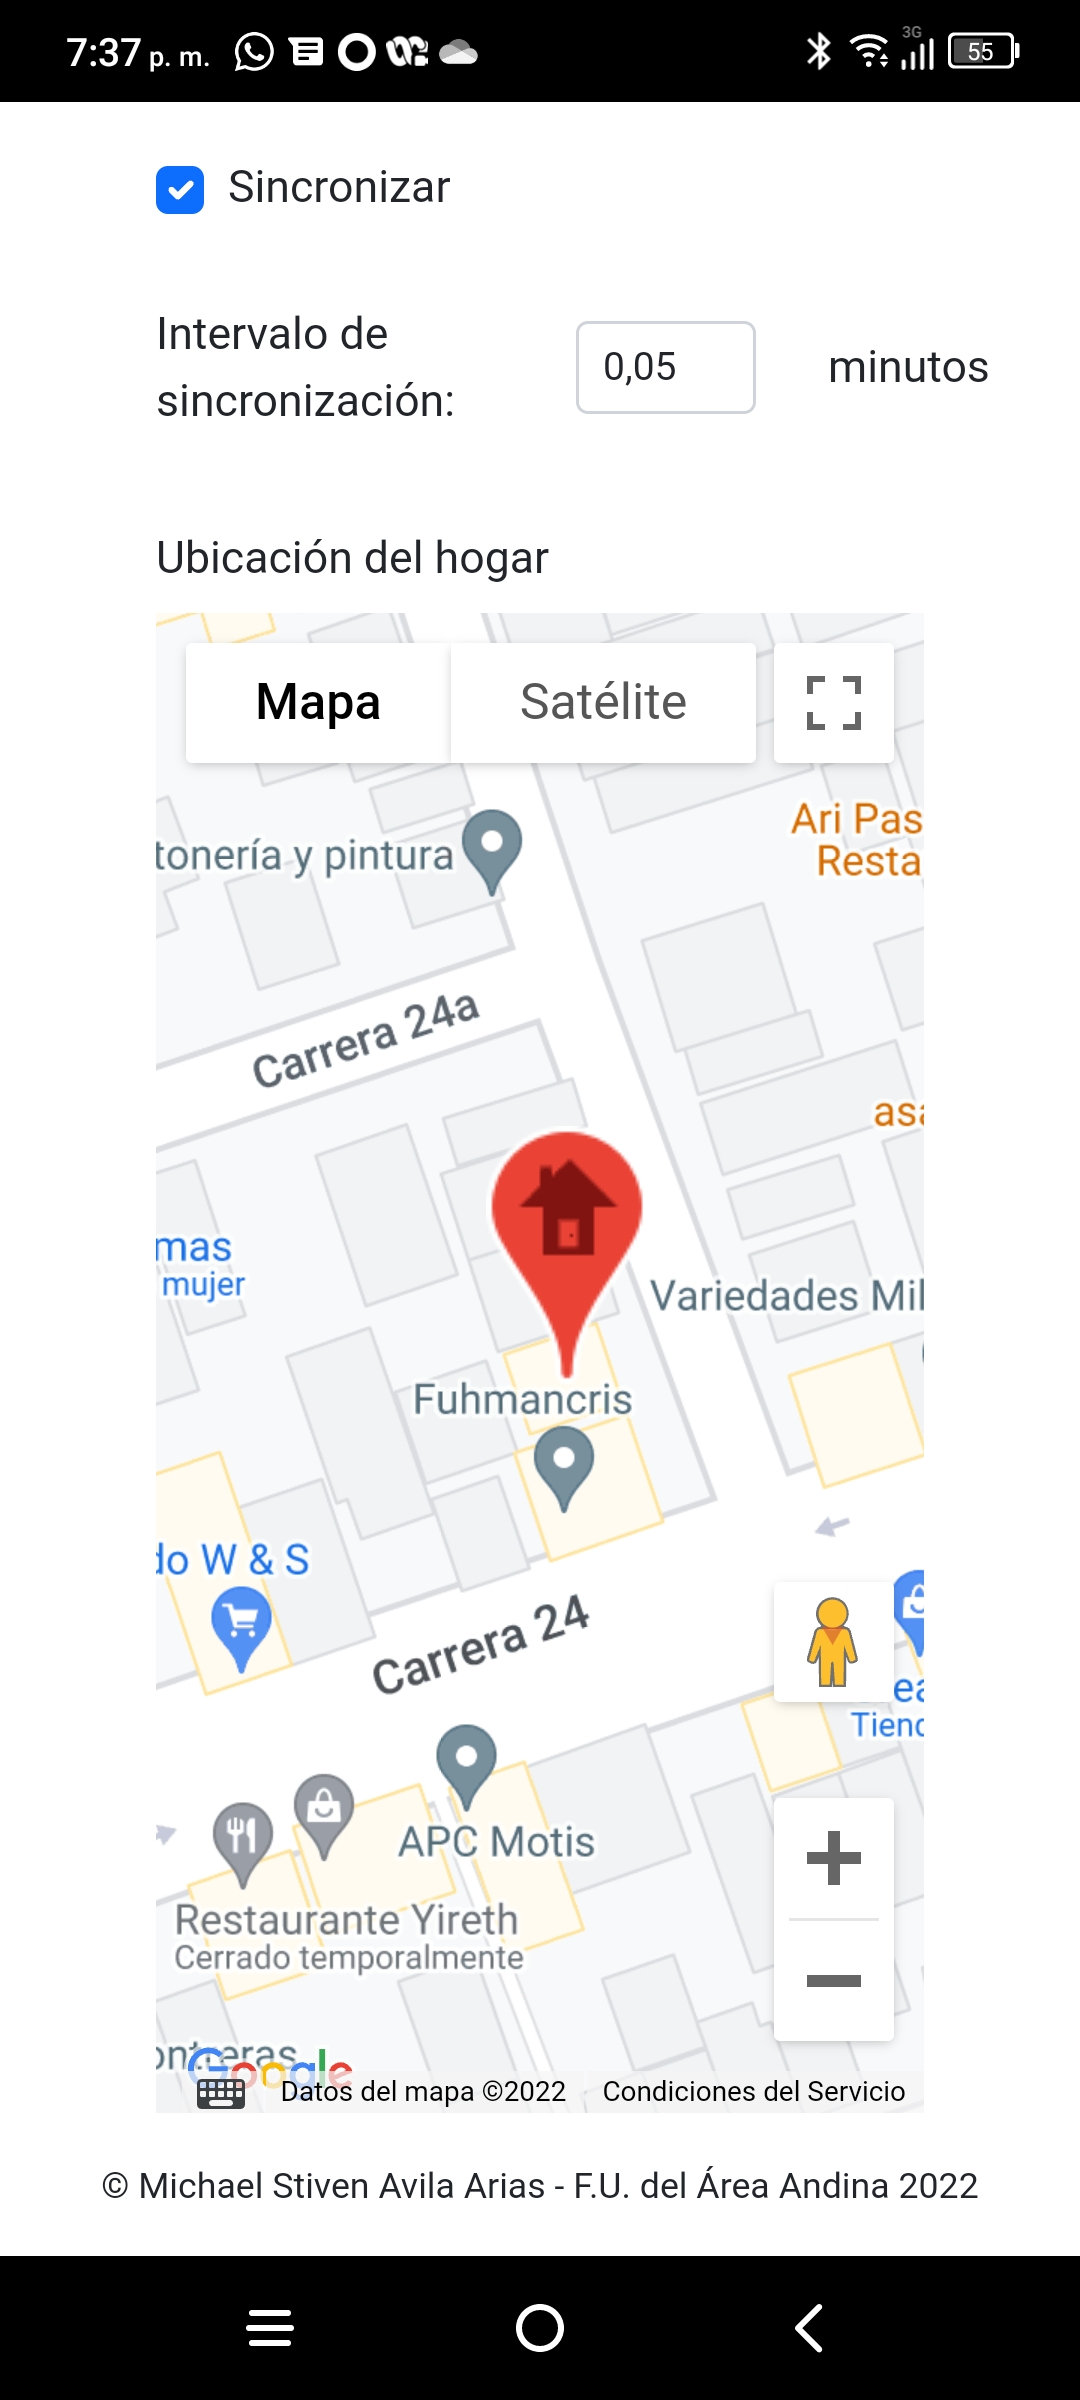 7:37 p. m.
3G
55
Sincronizar
Intervalo de
sincronización:
0,05
minutos
Ubicación del hogar
Mapa
Satélite
tonería y pintura
Ari Pas
Resta
Carrera 24a
asa
mas
mujer
Variedades Mil
Fuhmancris
do W & S
Carrera 24
ea
Tienc
APC Motis
Restaurante Yireth
Cerrado temporalmente
ontreras
Google
Datos del mapa ©2022
Condiciones del Servicio
© Michael Stiven Avila Arias - F.U. del Área Andina 2022